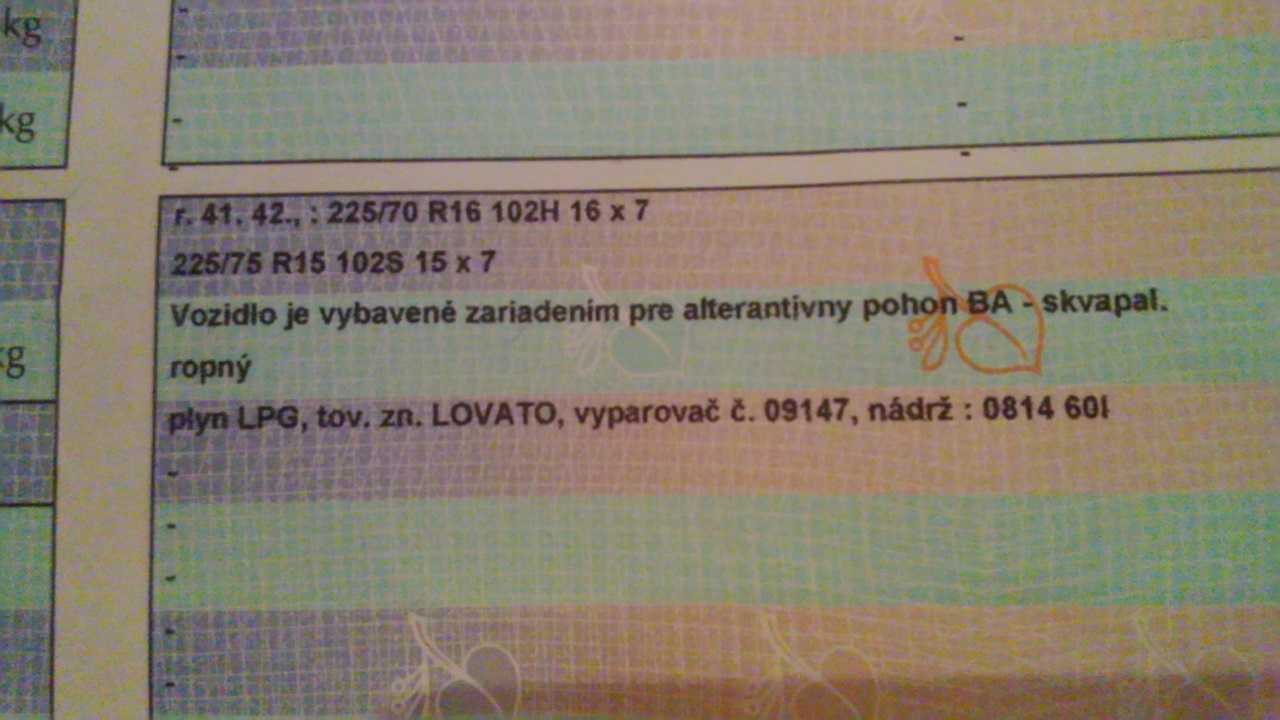 kg
kg
kg
-
-
-
-
-
-
r. 41. 42., : 225/70 R16 102H 16 x 7
225/75 R15 102S 15 x 7
Vozidlo je vybavené zariadením pre alterantívny pohon BA - skvapal.
ropný
plyn LPG, tov. zn. LOVATO, vyparovač č. 09147, nádrž : 0814 60l
-
-
-
-
-